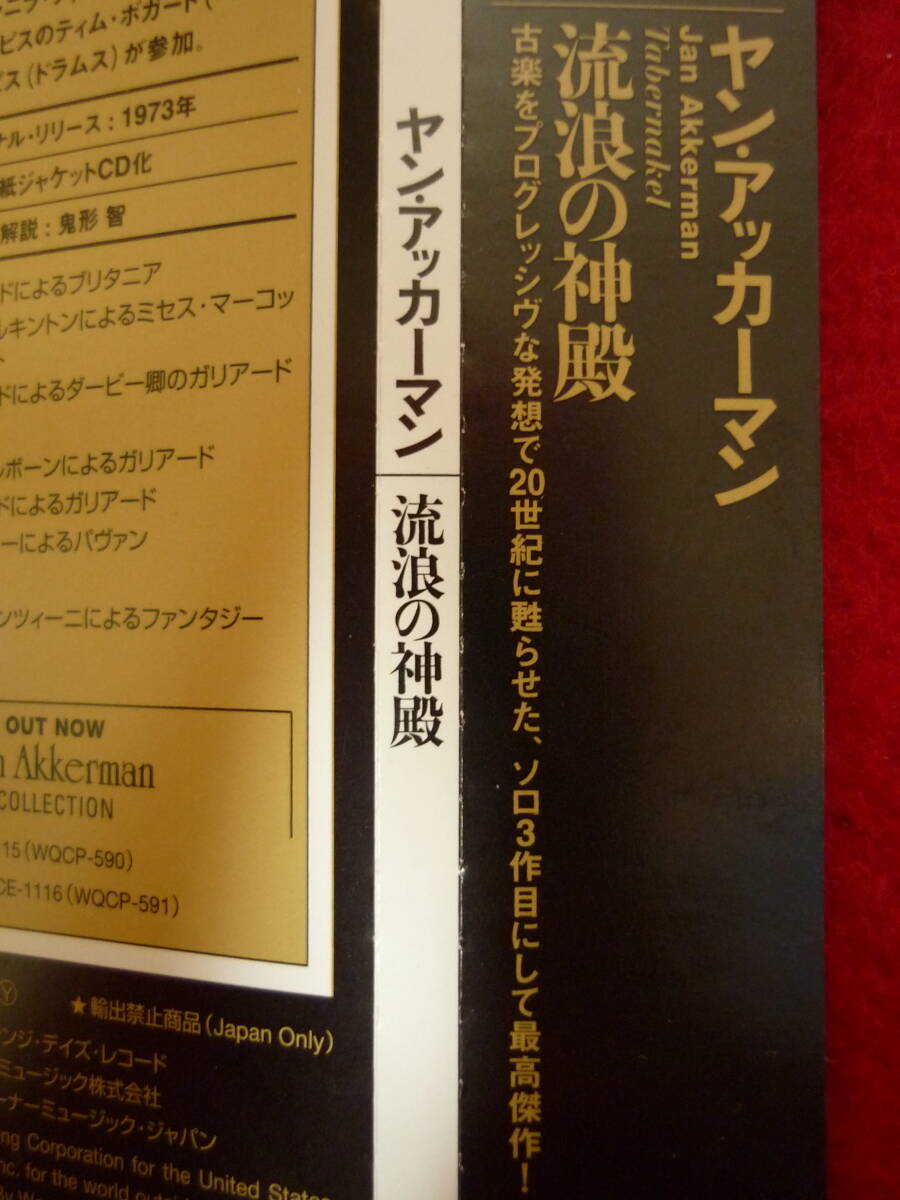 ヤン・アッカーマン
Jan Akkerman
Tabernakel
流浪の神殿
古楽をプログレッシヴな発想で20世紀に甦らせた、ソロ3作目にして最高傑作!
ヤン・アッカーマン
流浪の神殿
ビスのティム・ボガード(
ビス(ドラムス)が参加。
ナル・リリース:1973年
紙ジャケットCD化
解説:鬼形 智
ドによるブリタニア
ルキントンによるミセス・マーコッ
ドによるダービー卿のガリアード
ルボーンによるガリアード
ドによるガリアード
ーによるパヴァン
ンツィーニによるファンタジー
OUT NOW
n Akkerman
COLLECTION
15(WQCP-590)
CE-1116(WQCP-591)
Ⓨ
★輸出禁止商品(Japan Only)
ンジ・デイズ・レコード
ミュージック株式会社
ーナーミュージック・ジャパン
ng Corporation for the United States
nc. for the world outside